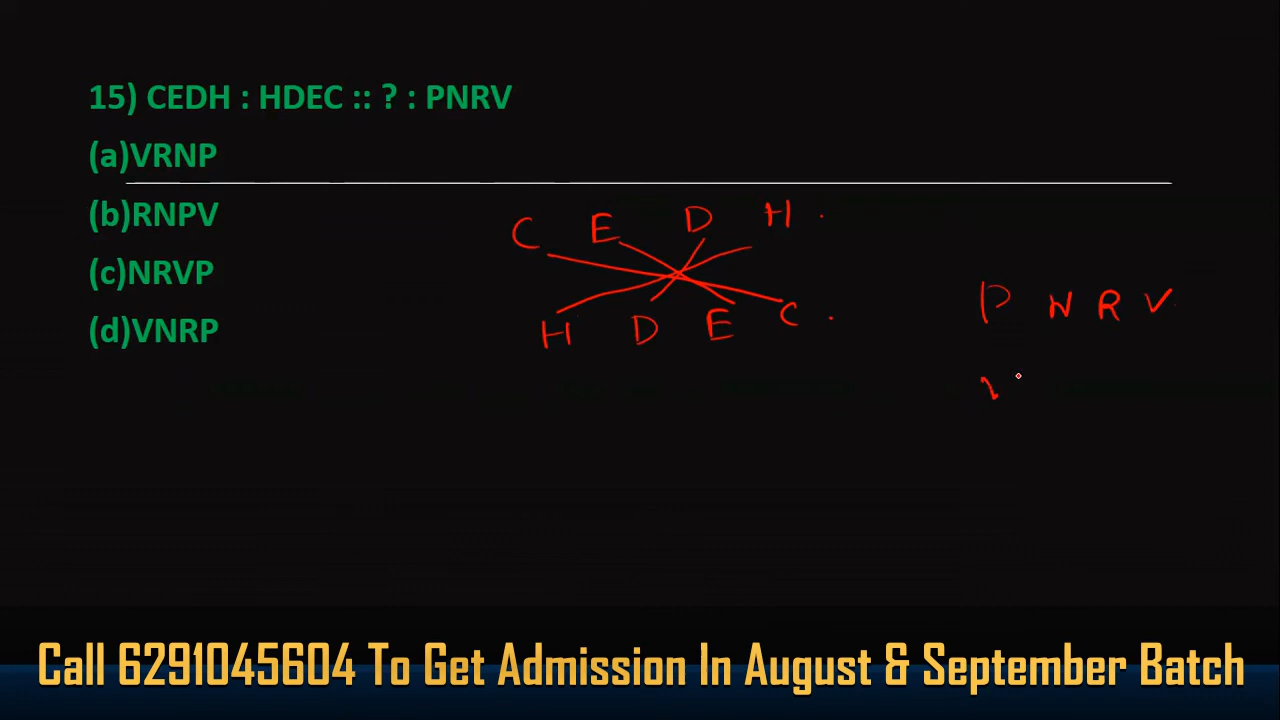 15) CEDH : HDEC :: ? : PNRV
(a)VRNP
(b)RNPV
(c)NRVP
(d)VNRP
C E D H .
H D E C .
P N R V
Call 6291045604 To Get Admission In August & September Batch